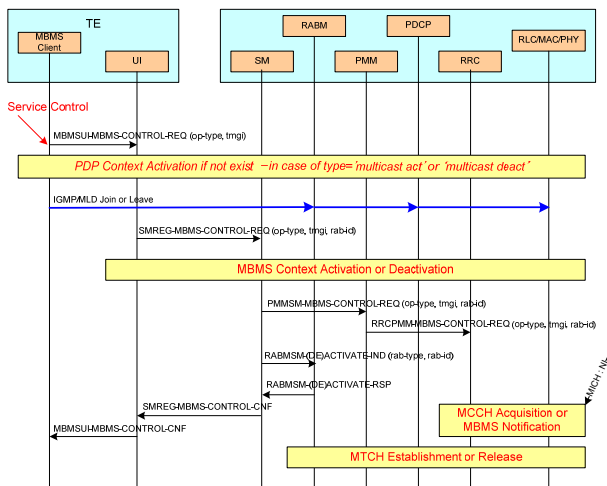 TE
MBMS
Client
UI
RABM
SM
PMM
PDCP
RRC
RLC/MAC/PHY
Service Control
MBMSUI-MBMS-CONTROL-REQ (op-type, tmgi)
PDP Context Activation if not exist –in case of type='multicast act' or 'multicast deact'
IGMP/MLD Join or Leave
SMREG-MBMS-CONTROL-REQ (op-type, tmgi, rab-id)
MBMS Context Activation or Deactivation
PMMSM-MBMS-CONTROL-REQ (op-type, tmgi, rab-id)
RRCPMM-MBMS-CONTROL-REQ (op-type, tmgi, rab-id)
RABMSM-(DE)ACTIVATE-IND (rab-type, rab-id)
RABMSM-(DE)ACTIVATE-RSP
MICH :
SMREG-MBMS-CONTROL-CNF
MCCH Acquisition or
MBMS Notification
MBMSUI-MBMS-CONTROL-CNF
MTCH Establishment or Release